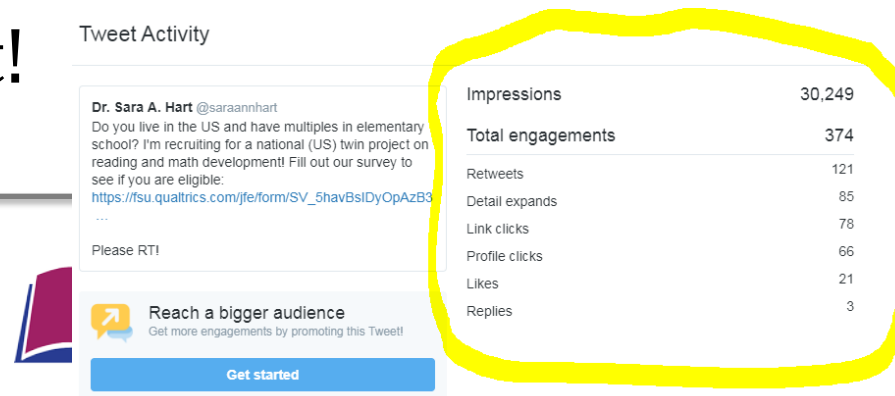 t!
Tweet Activity
Dr. Sara A. Hart @saraannhart
Do you live in the US and have multiples in elementary
school? I'm recruiting for a national (US) twin project on
reading and math development! Fill out our survey to
see if you are eligible:
https://fsu.qualtrics.com/jfe/form/SV_5havBsIDyOpAzB3
...
Please RT!
Reach a bigger audience
Get more engagements by promoting this Tweet!
Get started
Impressions 30,249
Total engagements 374
Retweets 121
Detail expands 85
Link clicks 78
Profile clicks 66
Likes 21
Replies 3